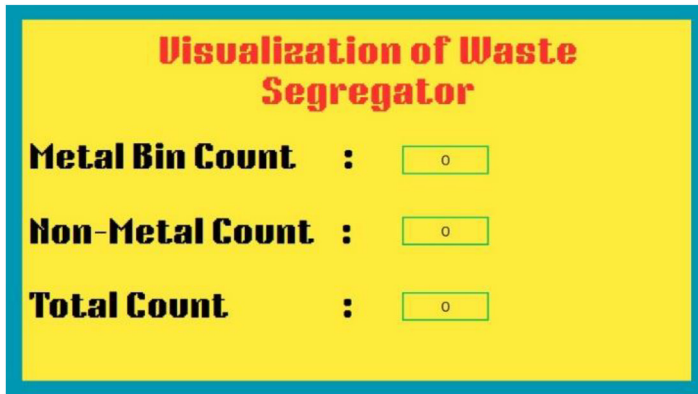 Visualization of Waste
Segregator
Metal Bin Count : 0
Non-Metal Count : 0
Total Count : 0